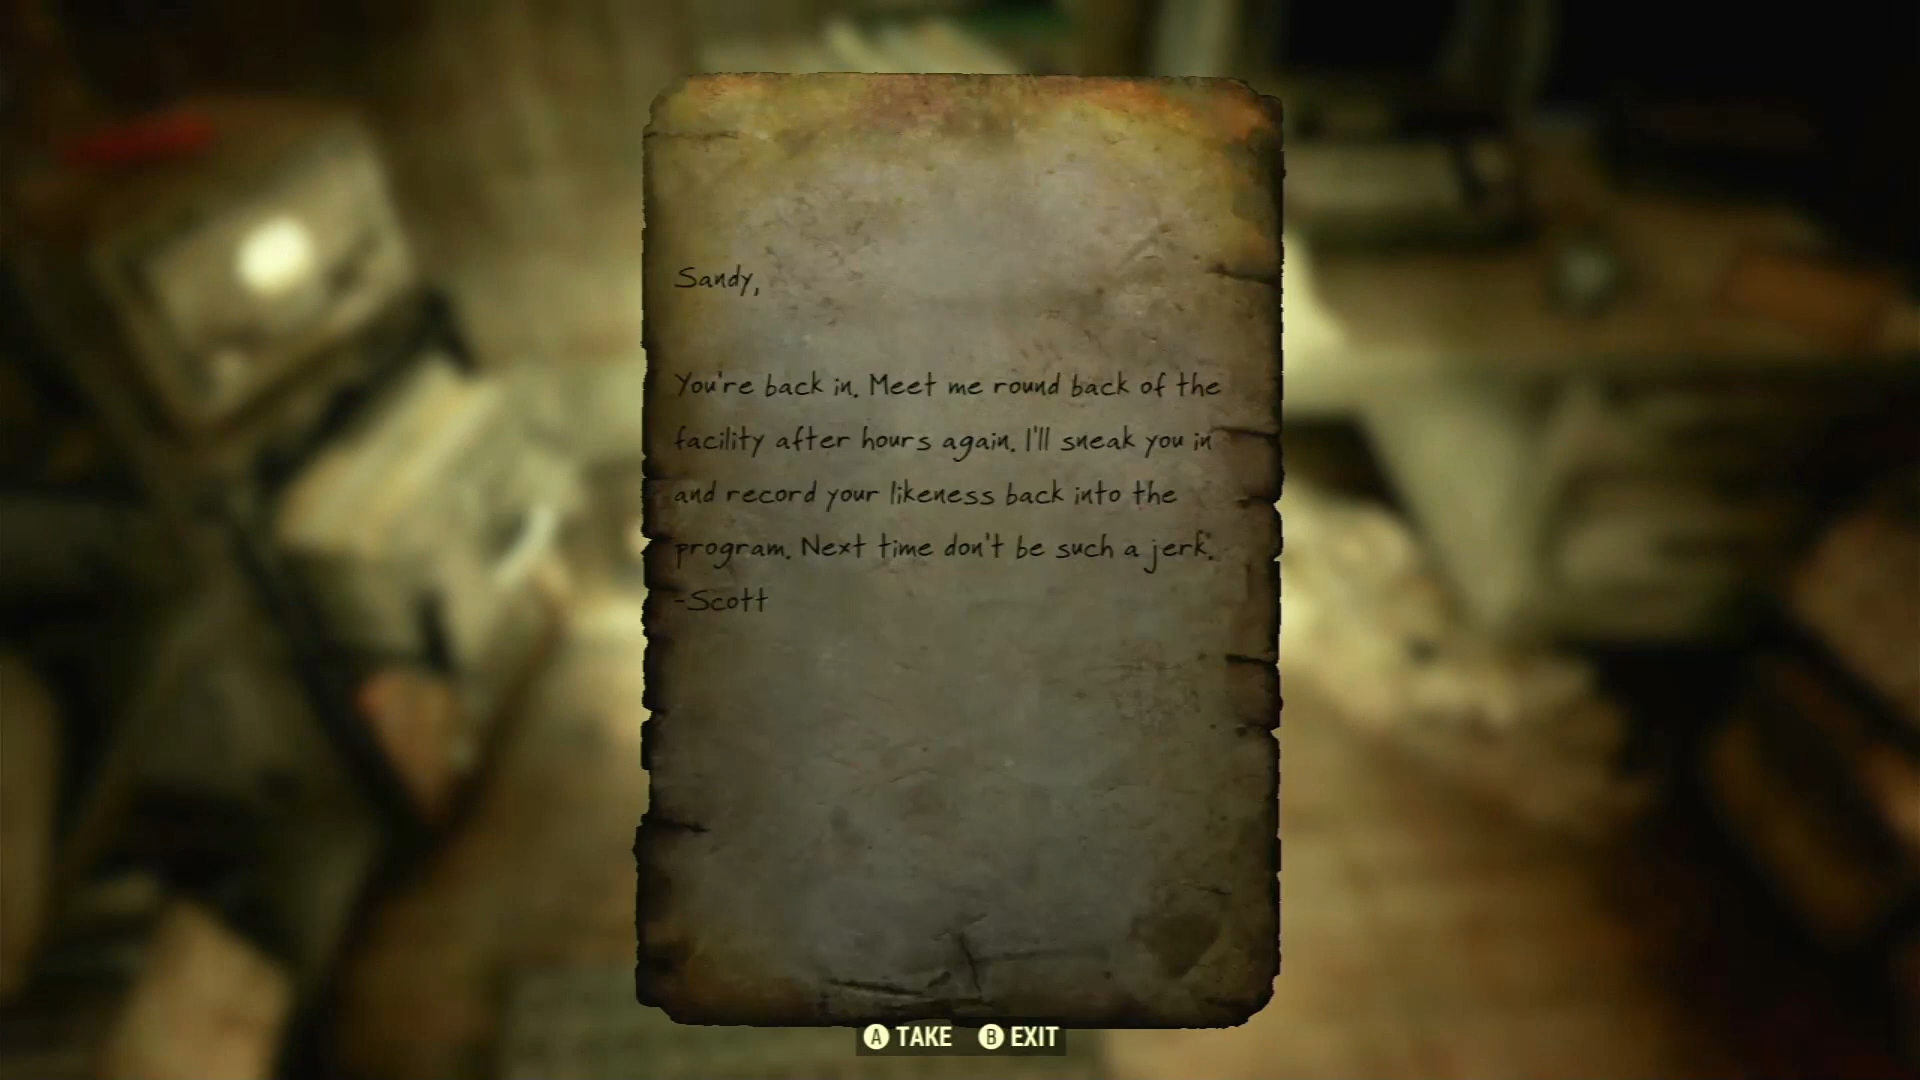 Sandy,
You're back in. Meet me round back of the
facility after hours again. I'll sneak you in
and record your likeness back into the
program. Next time don't be such a jerk.
-Scott
A TAKE B EXIT